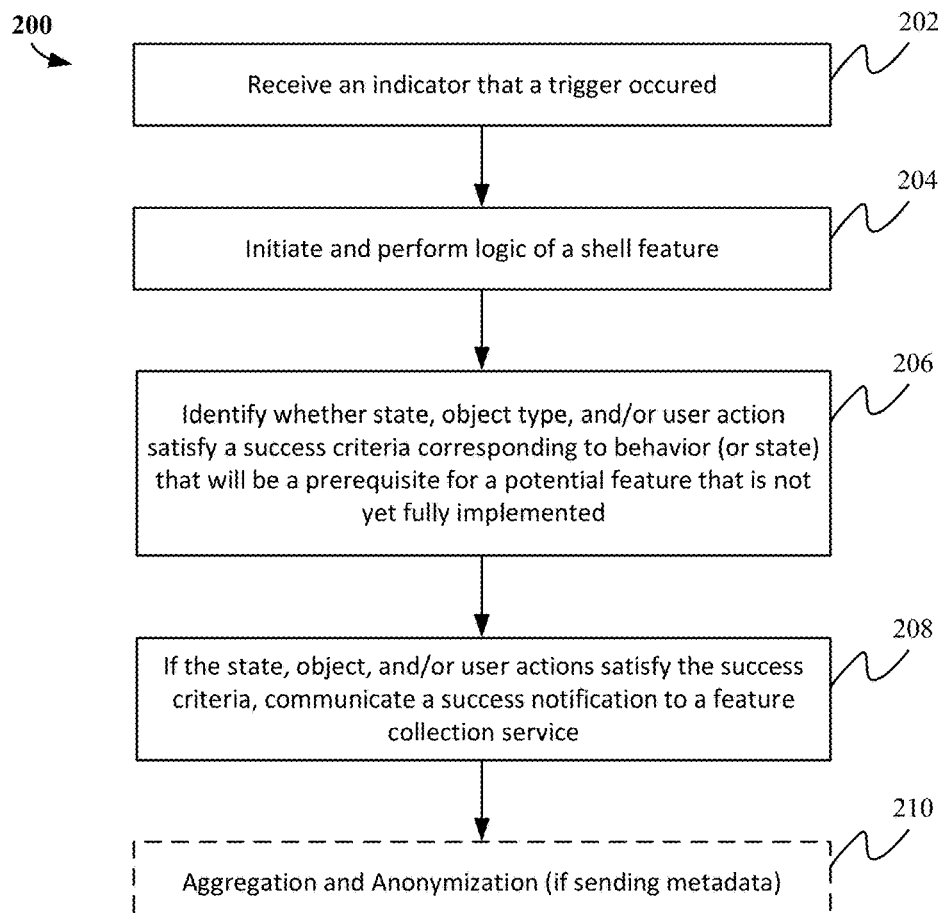 200
202
Receive an indicator that a trigger occured
204
Initiate and perform logic of a shell feature
206
Identify whether state, object type, and/or user action
satisfy a success criteria corresponding to behavior (or state)
that will be a prerequisite for a potential feature that is not
yet fully implemented
208
If the state, object, and/or user actions satisfy the success
criteria, communicate a success notification to a feature
collection service
210
Aggregation and Anonymization (if sending metadata)